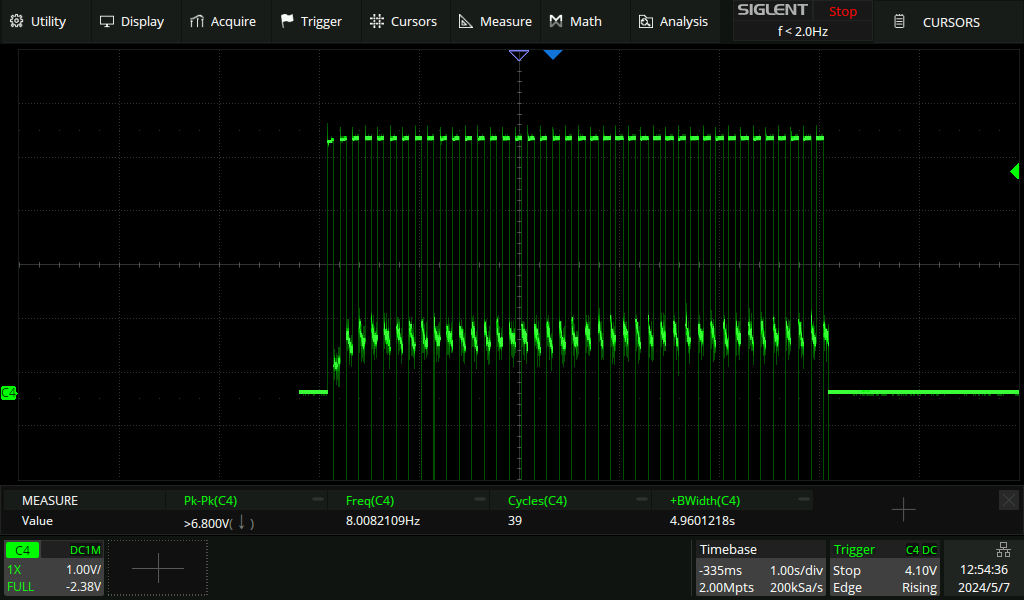 Utility Display Acquire Trigger Cursors Measure Math Analysis SIGLENT Stop CURSORS
f < 2.0Hz
C4
MEASURE Pk-Pk(C4) Freq(C4) Cycles(C4) +BWidth(C4)
Value >6.800V(↓) 8.0082109Hz 39 4.9601218s
C4 DC1M
1X 1.00V/
FULL -2.38V
Timebase
-335ms 1.00s/div
2.00Mpts 200kSa/s
Trigger C4 DC
Stop 4.10V
Edge Rising
12:54:36
2024/5/7